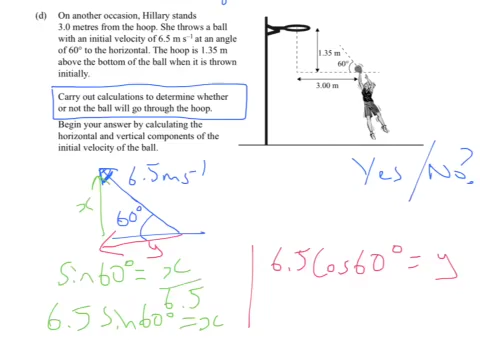 (d) On another occasion, Hillary stands
3.0 metres from the hoop. She throws a ball
with an initial velocity of 6.5 m s⁻¹ at an angle
of 60° to the horizontal. The hoop is 1.35 m
above the bottom of the ball when it is thrown
initially.
Carry out calculations to determine whether
or not the ball will go through the hoop.
Begin your answer by calculating the
horizontal and vertical components of the
initial velocity of the ball.
1.35 m
60°
3.00 m
Yes/No?
6.5ms⁻¹
x
60°
y
sin60° = x/6.5
6.5 sin60° = x
6.5 Cos60° = y